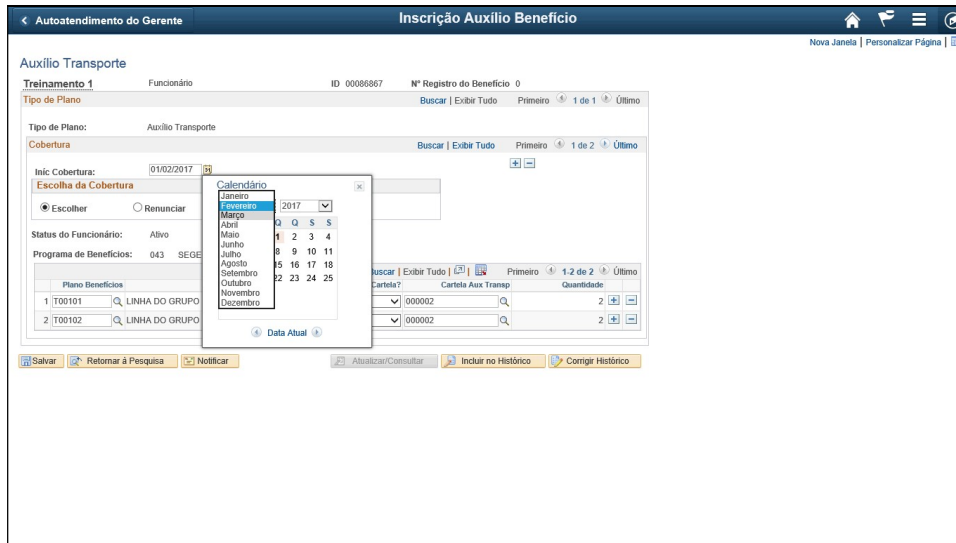 Autoatendimento do Gerente
Inscrição Auxílio Benefício
Nova Janela | Personalizar Página |
Auxílio Transporte
Treinamento 1 Funcionário ID 00086867 Nº Registro do Benefício 0
Tipo de Plano Buscar | Exibir Tudo Primeiro 1 de 1 Último
Tipo de Plano: Auxílio Transporte
Cobertura Buscar | Exibir Tudo Primeiro 1 de 2 Último
Iníc Cobertura: 01/02/2017
Escolha da Cobertura
Escolher Renunciar
Status do Funcionário: Ativo
Programa de Benefícios: 043 SEGE
Calendário
Janeiro
Fevereiro
Março
Abril
Maio
Junho
Julho
Agosto
Setembro
Outubro
Novembro
Dezembro
2017
Q Q S S
1 2 3 4
8 9 10 11
15 16 17 18
22 23 24 25
Data Atual
Buscar | Exibir Tudo | Primeiro 1-2 de 2 Último
Plano Benefícios Cartela? Cartela Aux Transp Quantidade
1 T00101 LINHA DO GRUPO 000002 2
2 T00102 LINHA DO GRUPO 000002 2
Salvar Retornar à Pesquisa Notificar Atualizar/Consultar Incluir no Histórico Corrigir Histórico